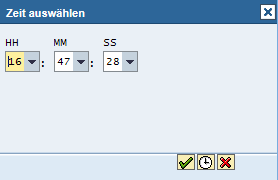 Zeit auswählen
HH MM SS
16 : 47 : 28